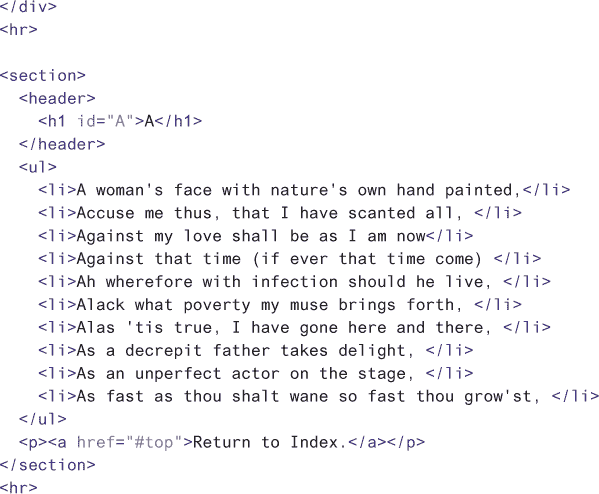 </div>
<hr>
<section>
<header>
<h1 id="A">A</h1>
</header>
<ul>
<li>A woman's face with nature's own hand painted,</li>
<li>Accuse me thus, that I have scanted all, </li>
<li>Against my love shall be as I am now</li>
<li>Against that time (if ever that time come) </li>
<li>Ah wherefore with infection should he live, </li>
<li>Alack what poverty my muse brings forth, </li>
<li>Alas 'tis true, I have gone here and there, </li>
<li>As a decrepit father takes delight, </li>
<li>As an unperfect actor on the stage, </li>
<li>As fast as thou shalt wane so fast thou grow'st, </li>
</ul>
<p><a href="#top">Return to Index.</a></p>
</section>
<hr>